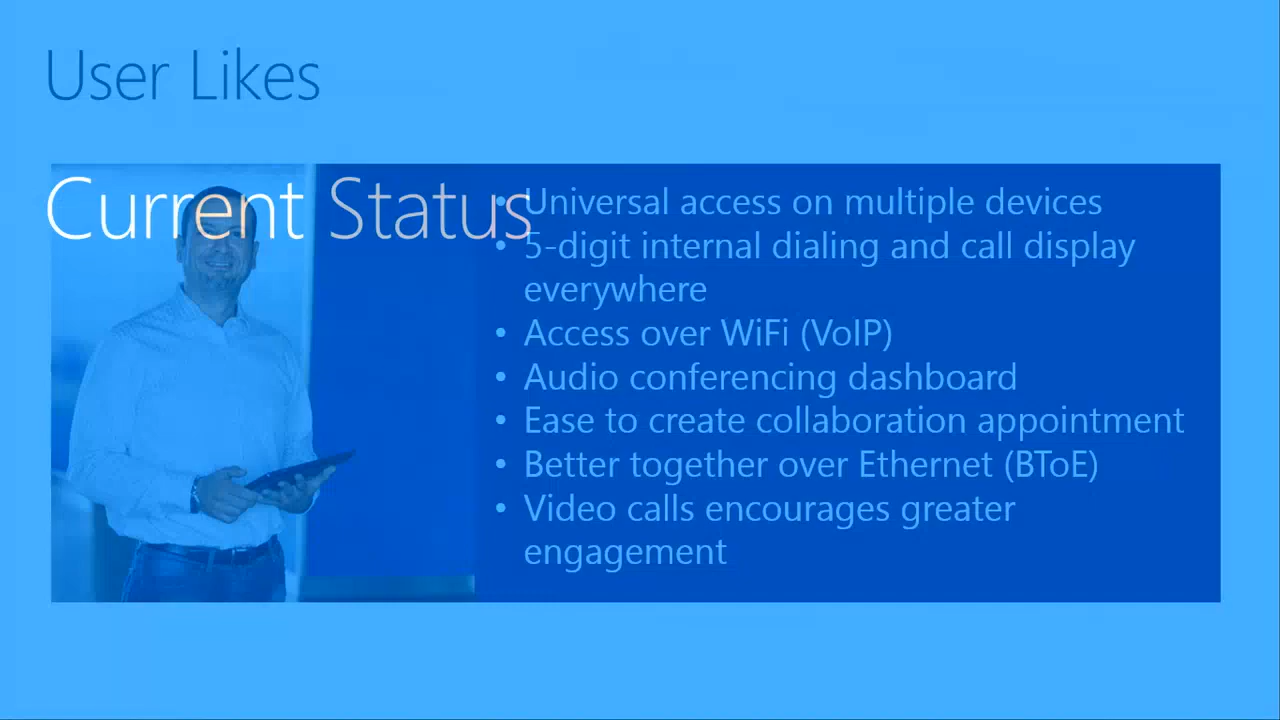 User Likes
Current Status
• Universal access on multiple devices
• 5-digit internal dialing and call display
everywhere
• Access over WiFi (VoIP)
• Audio conferencing dashboard
• Ease to create collaboration appointment
• Better together over Ethernet (BToE)
• Video calls encourages greater
engagement